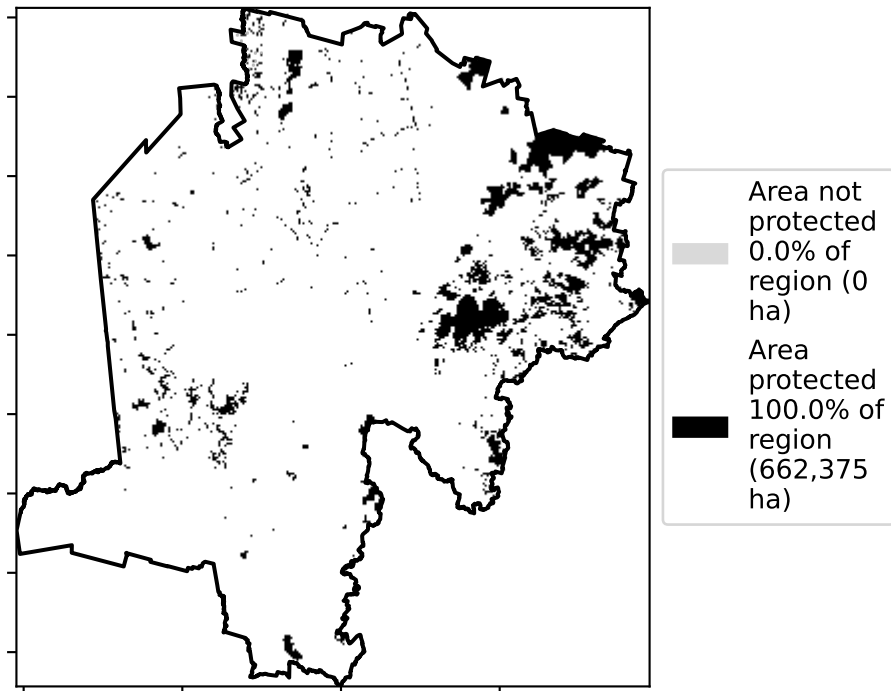 Area not
protected
0.0% of
region (0
ha)
Area
protected
100.0% of
region
(662,375
ha)